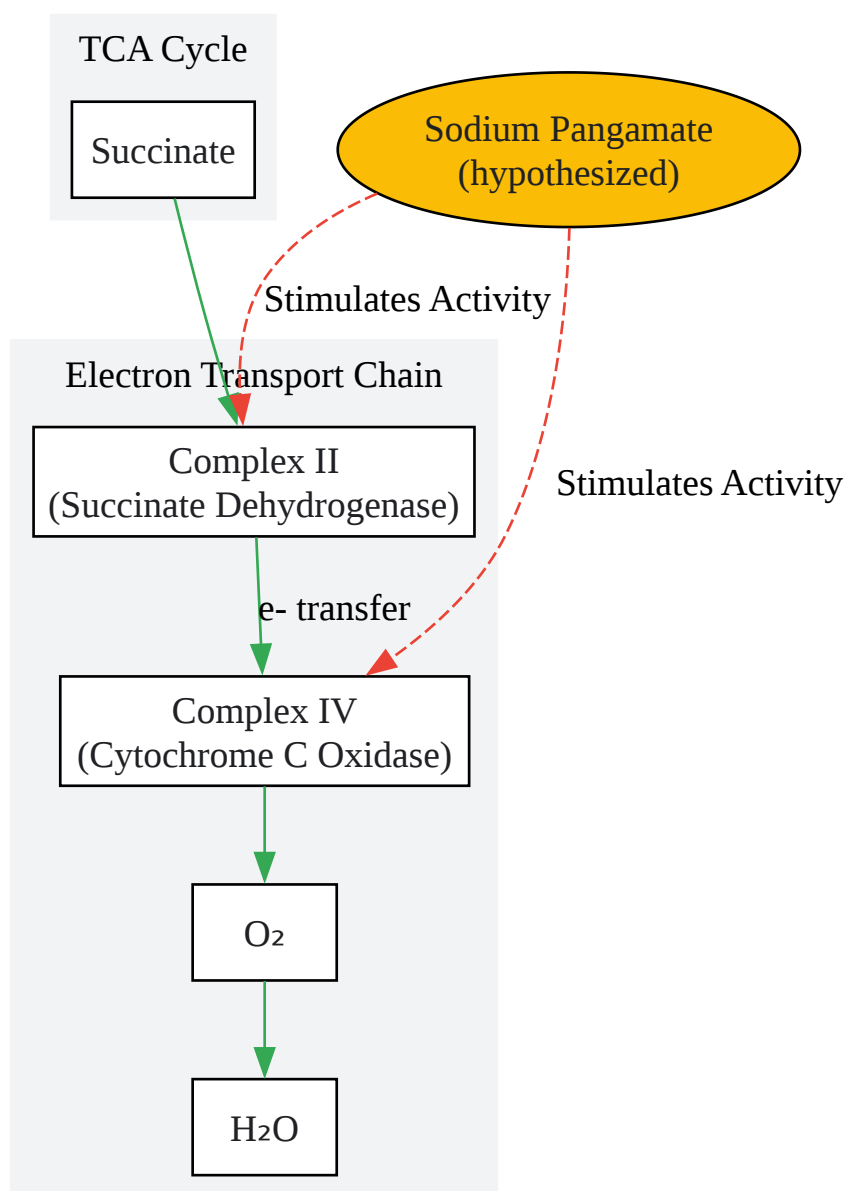 TCA Cycle
Succinate
Sodium Pangamate
(hypothesized)
Stimulates Activity
Electron Transport Chain
Complex II
(Succinate Dehydrogenase)
Stimulates Activity
e- transfer
Complex IV
(Cytochrome C Oxidase)
O₂
H₂O